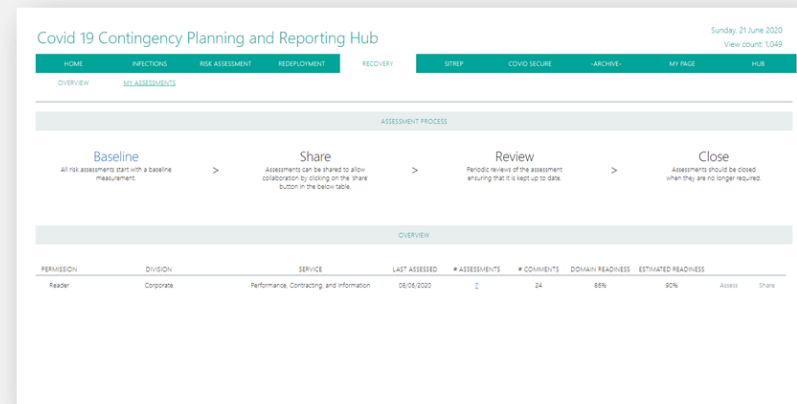 Covid 19 Contingency Planning and Reporting Hub
Sunday, 21 June 2020
View count: 1,049
HOME INFECTIONS RISK ASSESSMENT REDEPLOYMENT RECOVERY SITREP COVID SECURE -ARCHIVE- MY PAGE HUB
OVERVIEW MY ASSESSMENTS
ASSESSMENT PROCESS
Baseline > Share > Review > Close
All risk assessments start with a baseline
measurement.
Assessments can be shared to allow
collaboration by clicking on the 'share'
button in the below table.
Periodic reviews of the assessment
ensuring that it is kept up to date.
Assessments should be closed
when they are no longer required.
OVERVIEW
PERMISSION DIVISION SERVICE LAST ASSESSED # ASSESSMENTS # COMMENTS DOMAIN READINESS ESTIMATED READINESS
Reader Corporate Performance, Contracting, and Information 08/06/2020 7 34 86% 90% Assess Share